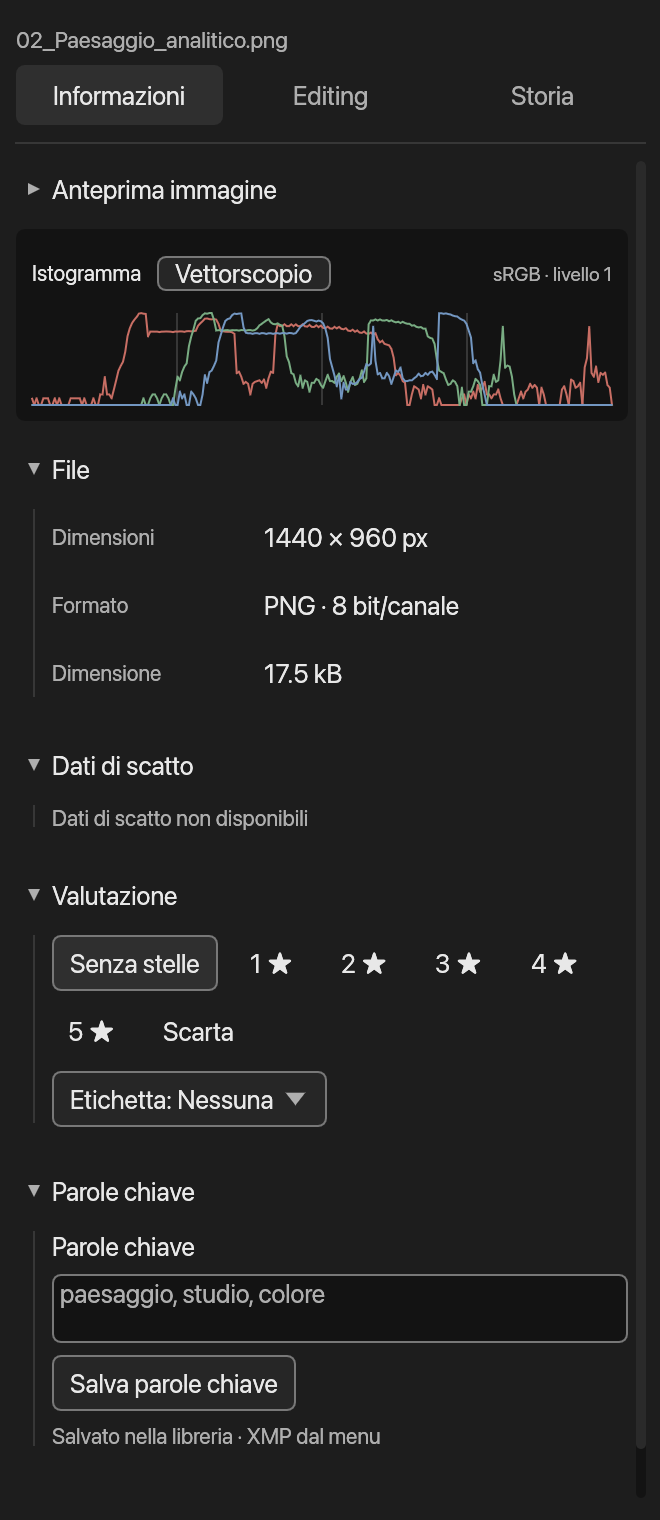 02_Paesaggio_analitico.png
Informazioni Editing Storia
Anteprima immagine
Istogramma Vettorscopio sRGB · livello 1
File
Dimensioni 1440 × 960 px
Formato PNG · 8 bit/canale
Dimensione 17.5 kB
Dati di scatto
Dati di scatto non disponibili
Valutazione
Senza stelle 1 ★ 2 ★ 3 ★ 4 ★
5 ★ Scarta
Etichetta: Nessuna
Parole chiave
Parole chiave
paesaggio, studio, colore
Salva parole chiave
Salvato nella libreria · XMP dal menu